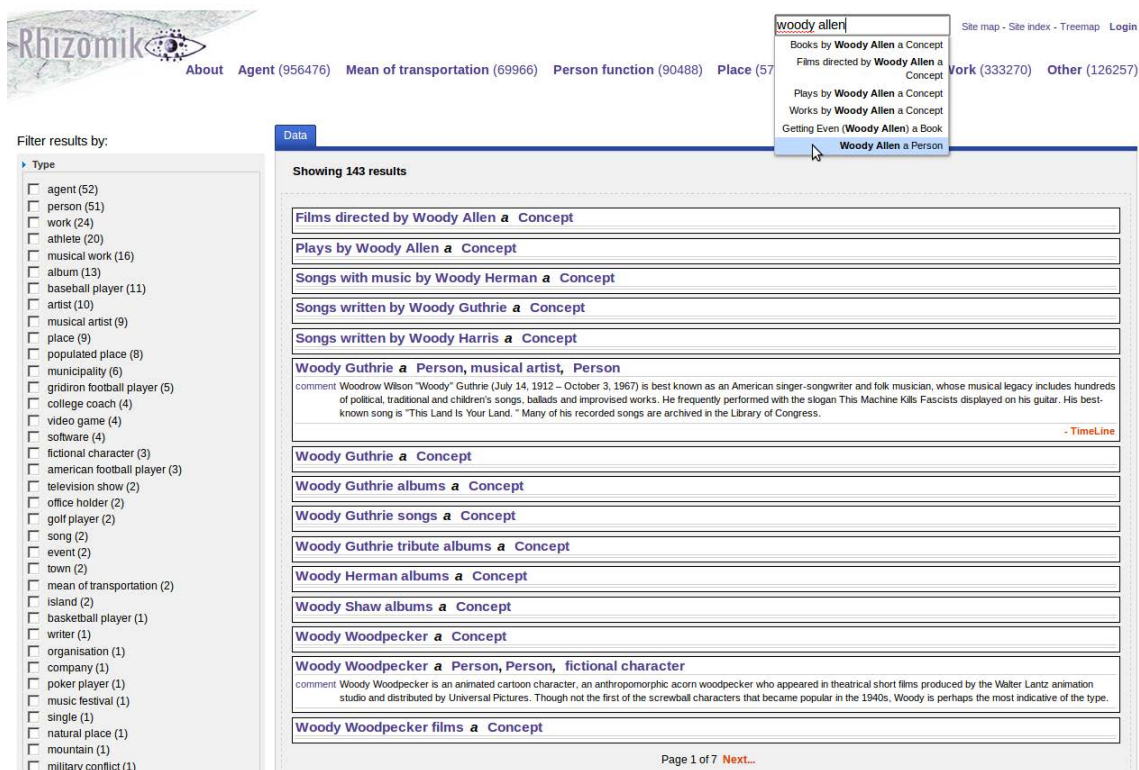 Rhizomik
woody allen
Site map - Site index - Treemap Login
About Agent (956476) Mean of transportation (69966) Person function (90488) Place (57 Work (333270) Other (126257)
Books by Woody Allen a Concept
Films directed by Woody Allen a
Concept
Plays by Woody Allen a Concept
Works by Woody Allen a Concept
Getting Even (Woody Allen) a Book
Woody Allen a Person
Filter results by:
Type
agent (52)
person (51)
work (24)
athlete (20)
musical work (16)
album (13)
baseball player (11)
artist (10)
musical artist (9)
place (9)
populated place (8)
municipality (6)
gridiron football player (5)
college coach (4)
video game (4)
software (4)
fictional character (3)
american football player (3)
television show (2)
office holder (2)
golf player (2)
song (2)
event (2)
town (2)
mean of transportation (2)
island (2)
basketball player (1)
writer (1)
organisation (1)
company (1)
poker player (1)
music festival (1)
single (1)
natural place (1)
mountain (1)
military conflict (1)
Data
Showing 143 results
Films directed by Woody Allen a Concept
Plays by Woody Allen a Concept
Songs with music by Woody Herman a Concept
Songs written by Woody Guthrie a Concept
Songs written by Woody Harris a Concept
Woody Guthrie a Person, musical artist, Person
comment Woodrow Wilson "Woody" Guthrie (July 14, 1912 – October 3, 1967) is best known as an American singer-songwriter and folk musician, whose musical legacy includes hundreds
of political, traditional and children's songs, ballads and improvised works. He frequently performed with the slogan This Machine Kills Fascists displayed on his guitar. His best-
known song is "This Land Is Your Land. " Many of his recorded songs are archived in the Library of Congress.
- TimeLine
Woody Guthrie a Concept
Woody Guthrie albums a Concept
Woody Guthrie songs a Concept
Woody Guthrie tribute albums a Concept
Woody Herman albums a Concept
Woody Shaw albums a Concept
Woody Woodpecker a Concept
Woody Woodpecker a Person, Person, fictional character
comment Woody Woodpecker is an animated cartoon character, an anthropomorphic acorn woodpecker who appeared in theatrical short films produced by the Walter Lantz animation
studio and distributed by Universal Pictures. Though not the first of the screwball characters that became popular in the 1940s, Woody is perhaps the most indicative of the type.
Woody Woodpecker films a Concept
Page 1 of 7 Next...